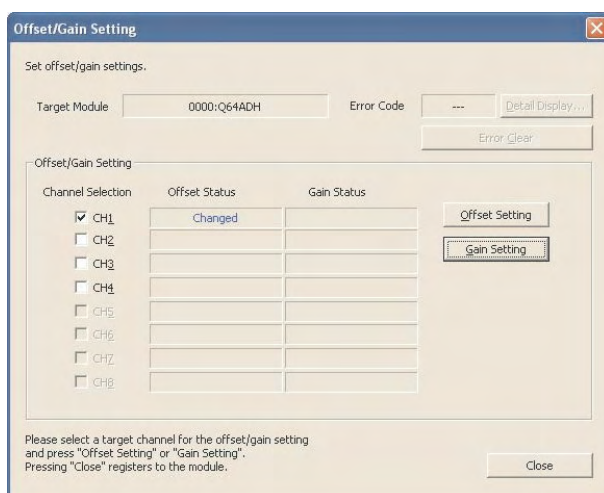 Offset/Gain Setting
Set offset/gain settings.
Target Module 0000:Q64ADH Error Code --- Detail Display...
Error Clear
Offset/Gain Setting
Channel Selection Offset Status Gain Status
CH1 Changed Offset Setting
CH2
Gain Setting
CH3
CH4
CH5
CH6
CH7
CH8
Please select a target channel for the offset/gain setting
and press "Offset Setting" or "Gain Setting".
Pressing "Close" registers to the module.
Close